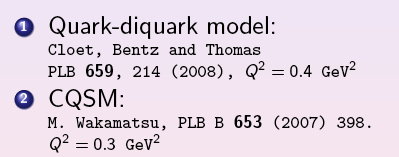 1 Quark-diquark model:
Cloet, Bentz and Thomas
PLB 659, 214 (2008), Q² = 0.4 GeV²
2 CQSM:
M. Wakamatsu, PLB B 653 (2007) 398.
Q² = 0.3 GeV²